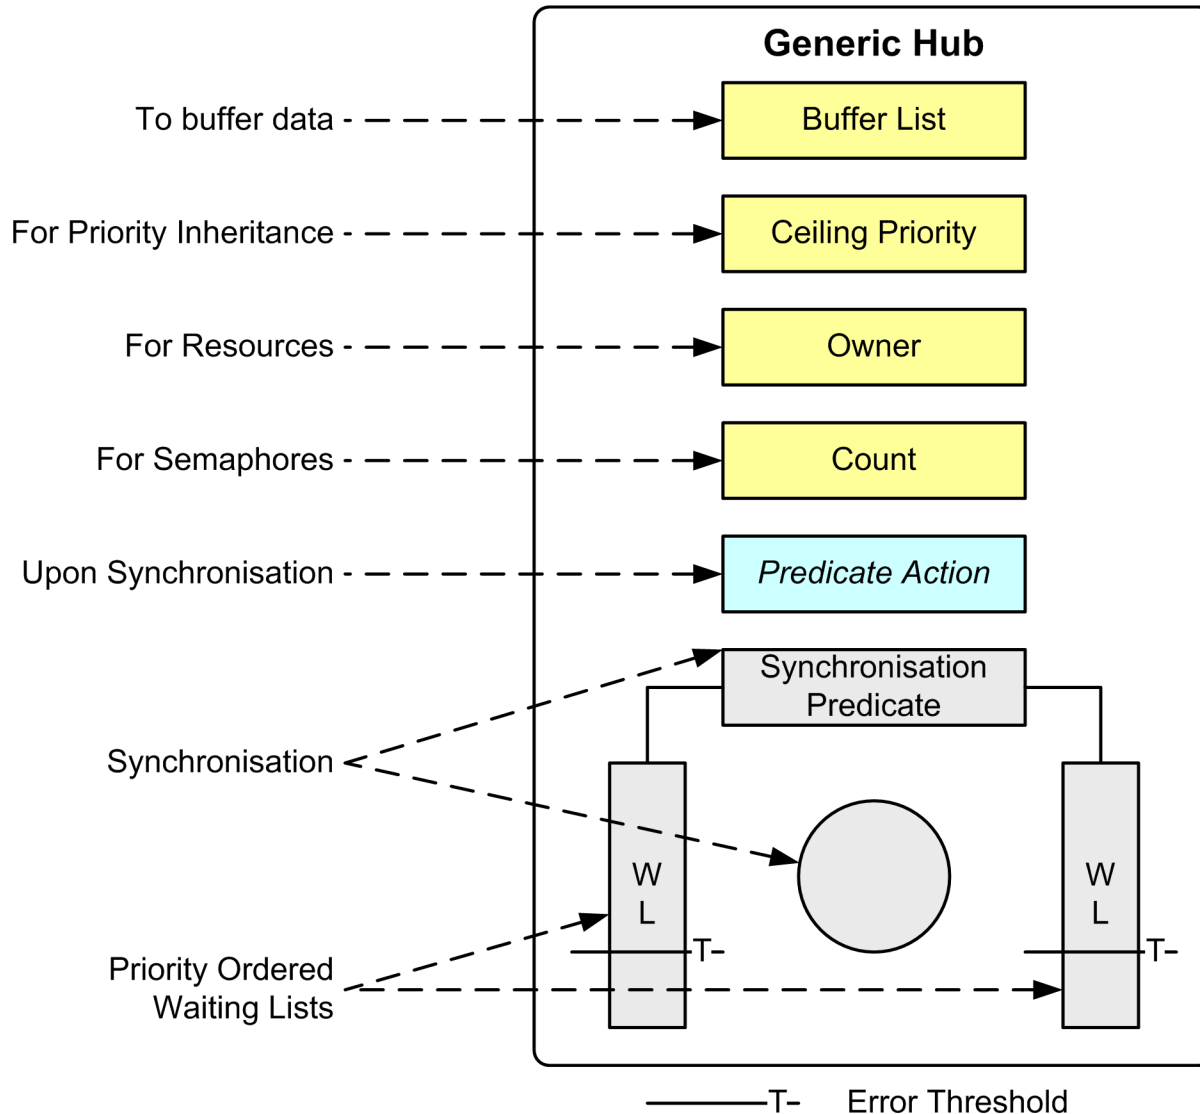 Generic Hub
To buffer data
Buffer List
For Priority Inheritance
Ceiling Priority
For Resources
Owner
For Semaphores
Count
Upon Synchronisation
Predicate Action
Synchronisation
Predicate
Synchronisation
W
L
W
L
T
T
Priority Ordered
Waiting Lists
T
Error Threshold